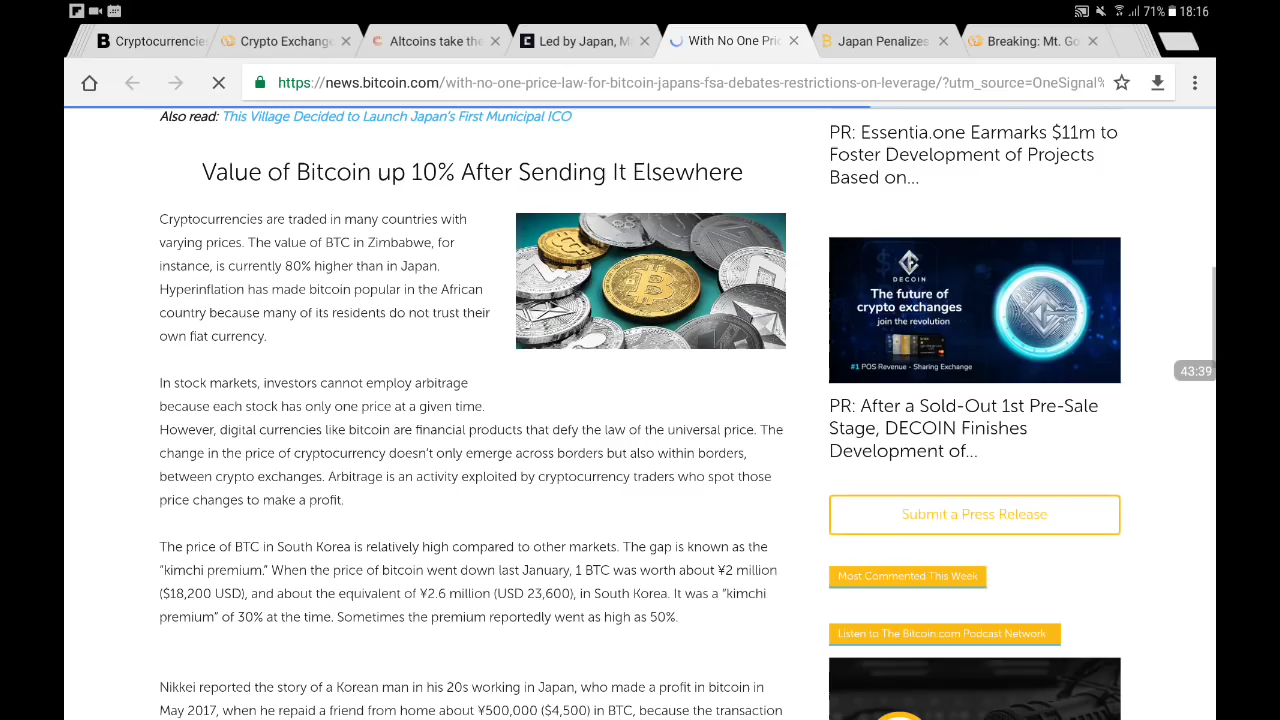 71% 18:16
Cryptocurrencie
Crypto Exchange
Altcoins take the
Led by Japan, M
With No One Pric
Japan Penalizes
Breaking: Mt. Go
https://news.bitcoin.com/with-no-one-price-law-for-bitcoin-japans-fsa-debates-restrictions-on-leverage/?utm_source=OneSignal%
Also read: This Village Decided to Launch Japan's First Municipal ICO
Value of Bitcoin up 10% After Sending It Elsewhere
Cryptocurrencies are traded in many countries with
varying prices. The value of BTC in Zimbabwe, for
instance, is currently 80% higher than in Japan.
Hyperinflation has made bitcoin popular in the African
country because many of its residents do not trust their
own fiat currency.
In stock markets, investors cannot employ arbitrage
because each stock has only one price at a given time.
However, digital currencies like bitcoin are financial products that defy the law of the universal price. The
change in the price of cryptocurrency doesn't only emerge across borders but also within borders,
between crypto exchanges. Arbitrage is an activity exploited by cryptocurrency traders who spot those
price changes to make a profit.
The price of BTC in South Korea is relatively high compared to other markets. The gap is known as the
"kimchi premium." When the price of bitcoin went down last January, 1 BTC was worth about ¥2 million
($18,200 USD), and about the equivalent of ¥2.6 million (USD 23,600), in South Korea. It was a "kimchi
premium" of 30% at the time. Sometimes the premium reportedly went as high as 50%.
Nikkei reported the story of a Korean man in his 20s working in Japan, who made a profit in bitcoin in
May 2017, when he repaid a friend from home about ¥500,000 ($4,500) in BTC, because the transaction
PR: Essentia.one Earmarks $11m to
Foster Development of Projects
Based on...
DECOIN
The future of
crypto exchanges
join the revolution
#1 POS Revenue - Sharing Exchange
43:39
PR: After a Sold-Out 1st Pre-Sale
Stage, DECOIN Finishes
Development of...
Submit a Press Release
Most Commented This Week
Listen to The Bitcoin.com Podcast Network